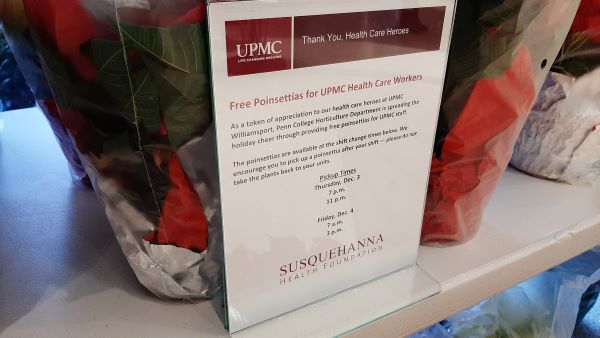 UPMC
LIFE CHANGING MEDICINE
Thank You, Health Care Heroes
Free Poinsettias for UPMC Health Care Workers
As a token of appreciation to our health care heroes at UPMC
Williamsport, Penn College Horticulture Department is spreading the
holiday cheer through providing free poinsettias for UPMC staff.
The poinsettias are available at the shift change times below. We
encourage you to pick up a poinsettia after your shift — please do not
take the plants back to your units.
Pickup Times
Thursday, Dec. 3
7 p.m.
11 p.m.
Friday, Dec. 4
7 a.m.
3 p.m.
SUSQUEHANNA
HEALTH FOUNDATION